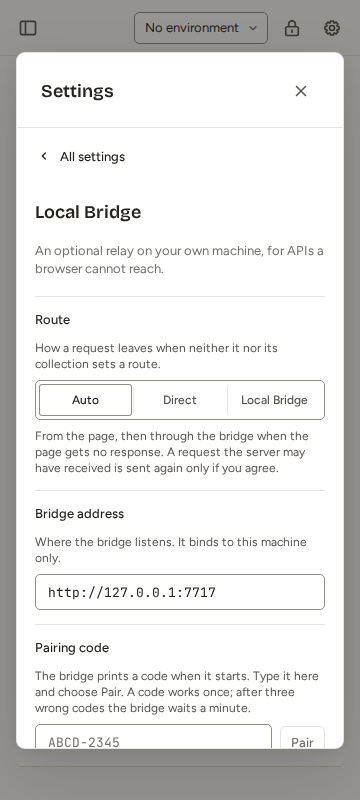 No environment
Settings
All settings
Local Bridge
An optional relay on your own machine, for APIs a
browser cannot reach.
Route
How a request leaves when neither it nor its
collection sets a route.
Auto Direct Local Bridge
From the page, then through the bridge when the
page gets no response. A request the server may
have received is sent again only if you agree.
Bridge address
Where the bridge listens. It binds to this machine
only.
http://127.0.0.1:7717
Pairing code
The bridge prints a code when it starts. Type it here
and choose Pair. A code works once; after three
wrong codes the bridge waits a minute.
ABCD-2345 Pair